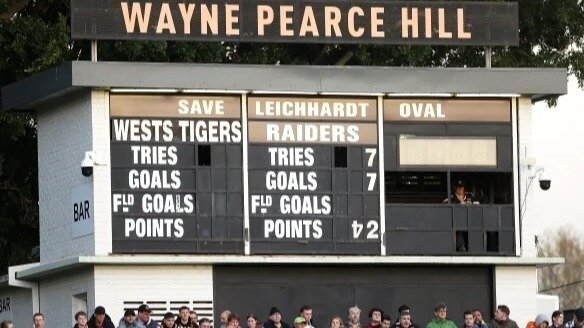 WAYNE PEARCE HILL
SAVE LEICHHARDT OVAL
WESTS TIGERS RAIDERS
TRIES TRIES 7
GOALS GOALS 7
FLD GOALS FLD GOALS
POINTS POINTS 42
BAR